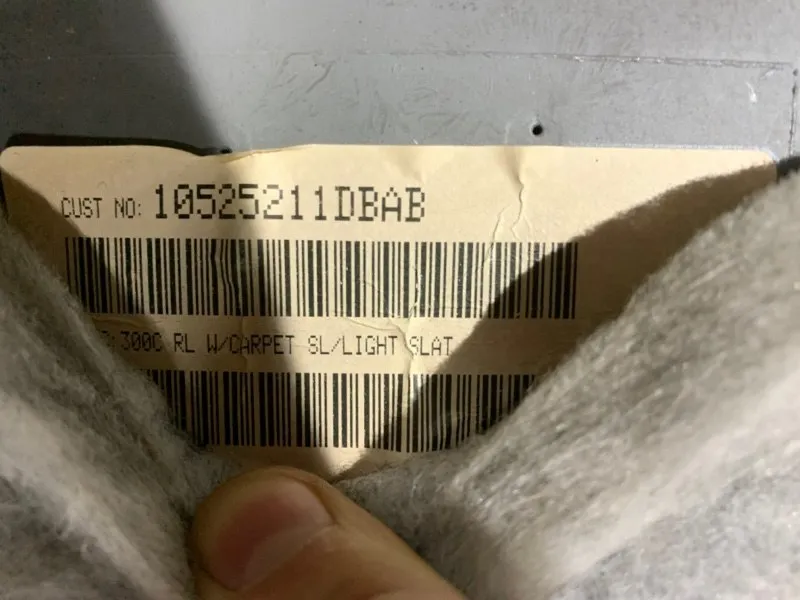 CUST NO: 10525211DBAB
300C RL W/CARPET SL/LIGHT SLAT